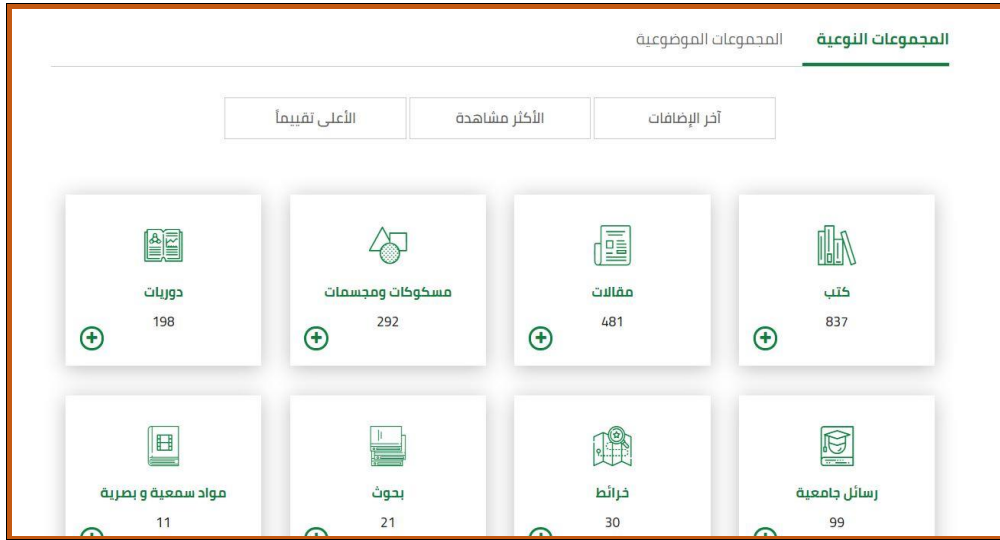 المجموعات النوعية
المجموعات الموضوعية
آخر الإضافات
الأكثر مشاهدة
الأعلى تقييماً
كتب
837
مقالات
481
مسكوكات ومجسمات
292
دوريات
198
رسائل جامعية
99
خرائط
30
بحوث
21
مواد سمعية و بصرية
11